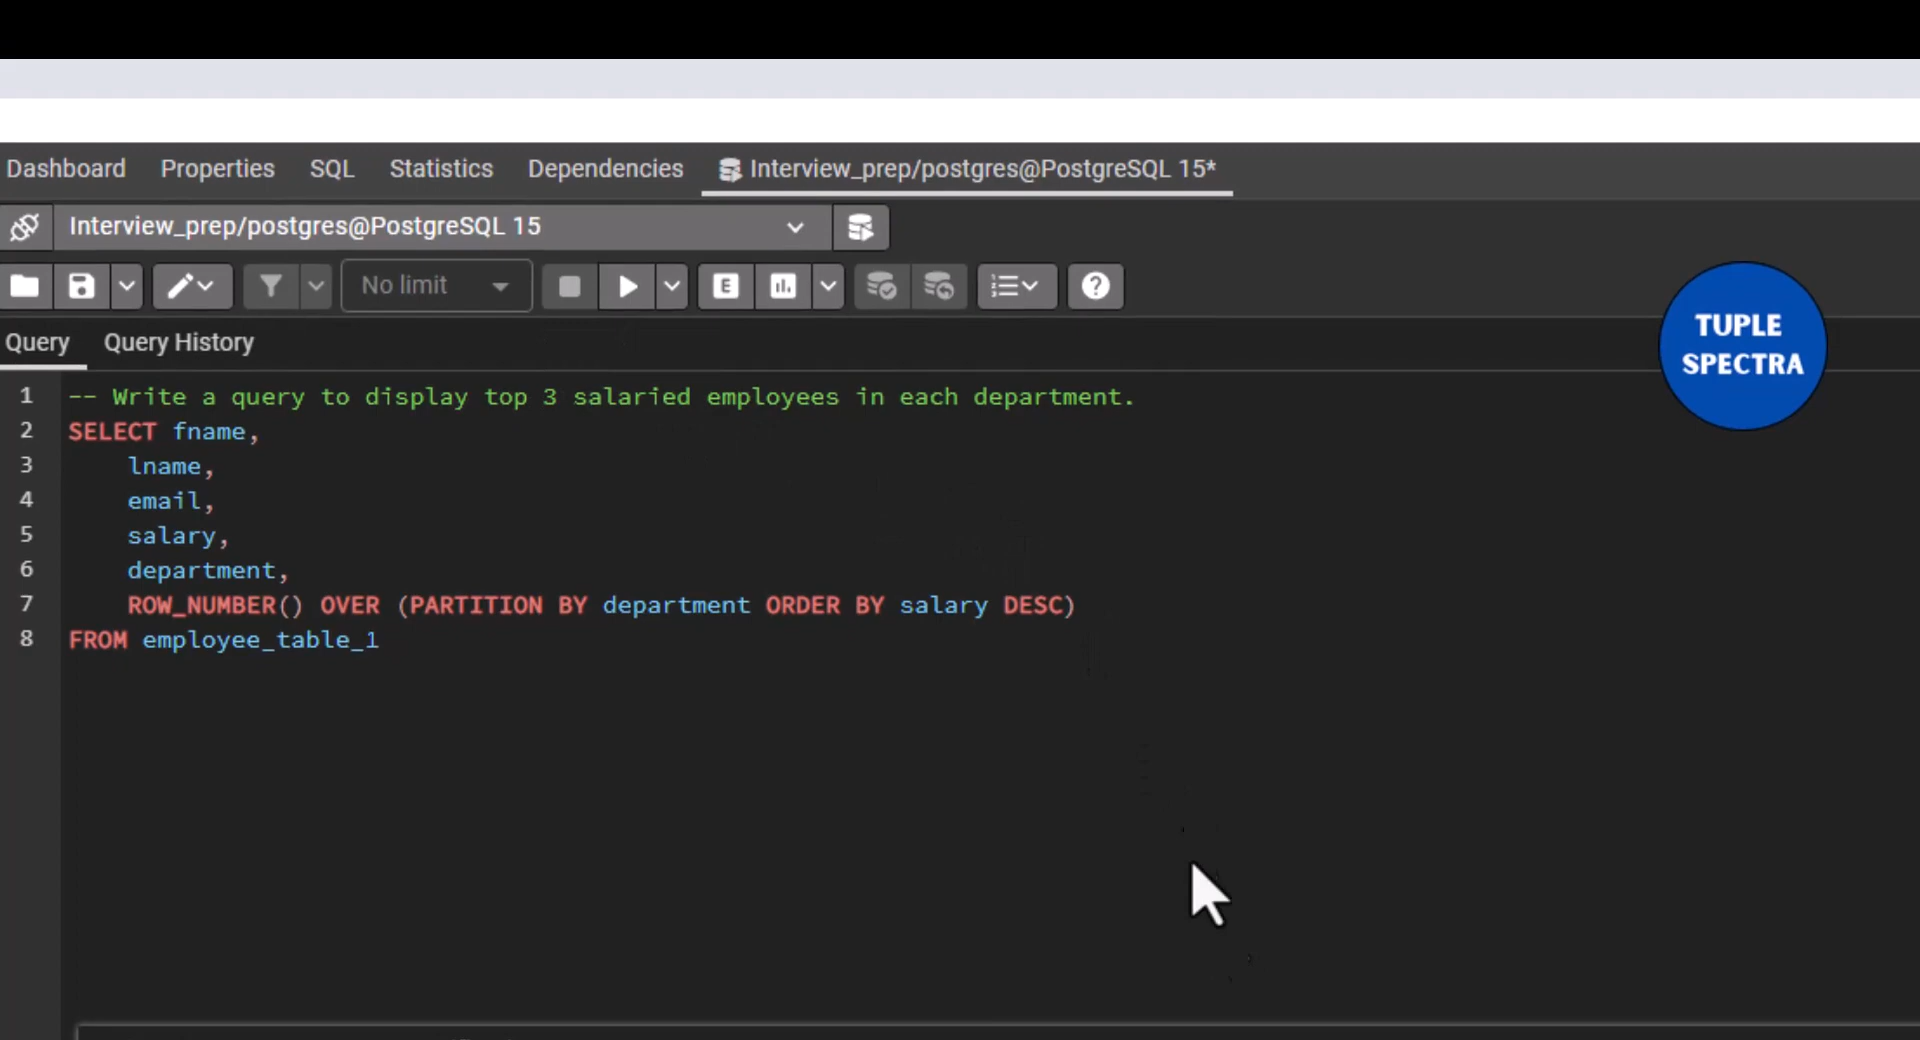 Dashboard Properties SQL Statistics Dependencies Interview_prep/postgres@PostgreSQL 15*
Interview_prep/postgres@PostgreSQL 15
No limit E ?
Query Query History
TUPLE
SPECTRA
1 -- Write a query to display top 3 salaried employees in each department.
2 SELECT fname,
3 lname,
4 email,
5 salary,
6 department,
7 ROW_NUMBER() OVER (PARTITION BY department ORDER BY salary DESC)
8 FROM employee_table_1